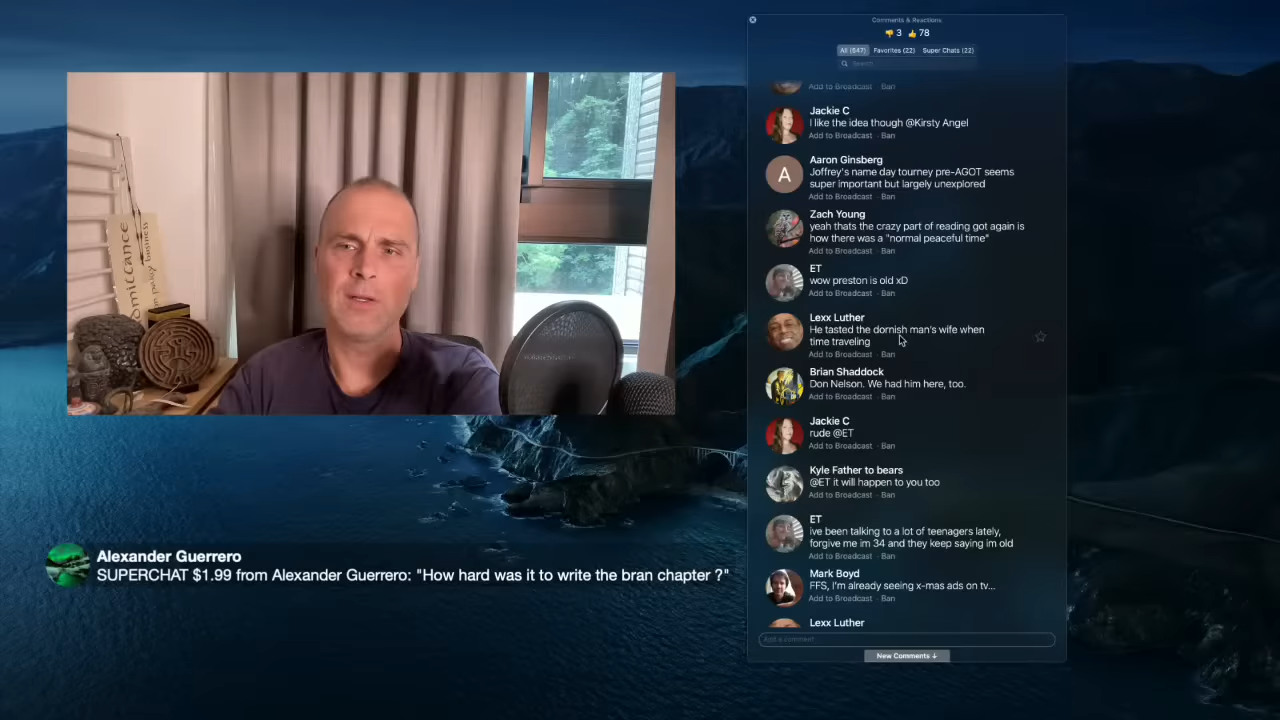 Comments & Reactions
3 78
All (647) Favorites (22) Super Chats (22)
Search
Add to Broadcast · Ban
Jackie C
I like the idea though @Kirsty Angel
Add to Broadcast · Ban
Aaron Ginsberg
A
Joffrey's name day tourney pre-AGOT seems
super important but largely unexplored
Add to Broadcast · Ban
Zach Young
yeah thats the crazy part of reading got again is
how there was a "normal peaceful time"
Add to Broadcast · Ban
ET
wow preston is old xD
Add to Broadcast · Ban
Lexx Luther
He tasted the dornish man's wife when
time traveling
Add to Broadcast · Ban
Brian Shaddock
Don Nelson. We had him here, too.
Add to Broadcast · Ban
Jackie C
rude @ET
Add to Broadcast · Ban
Kyle Father to bears
@ET it will happen to you too
Add to Broadcast · Ban
ET
ive been talking to a lot of teenagers lately,
forgive me im 34 and they keep saying im old
Add to Broadcast · Ban
Mark Boyd
FFS, I'm already seeing x-mas ads on tv...
Add to Broadcast · Ban
Lexx Luther
Add a comment
New Comments ↓
Alexander Guerrero
SUPERCHAT $1.99 from Alexander Guerrero: "How hard was it to write the bran chapter ?"